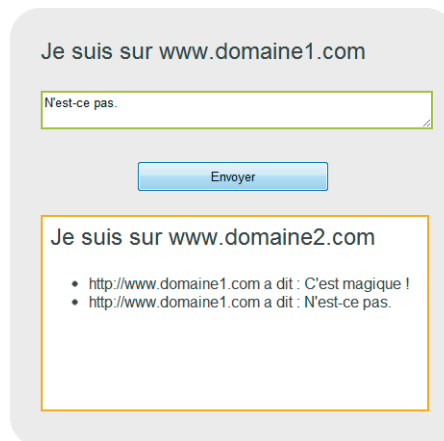 Je suis sur www.domaine1.com
N'est-ce pas.
Envoyer
Je suis sur www.domaine2.com
http://www.domaine1.com a dit : C'est magique !
http://www.domaine1.com a dit : N'est-ce pas.